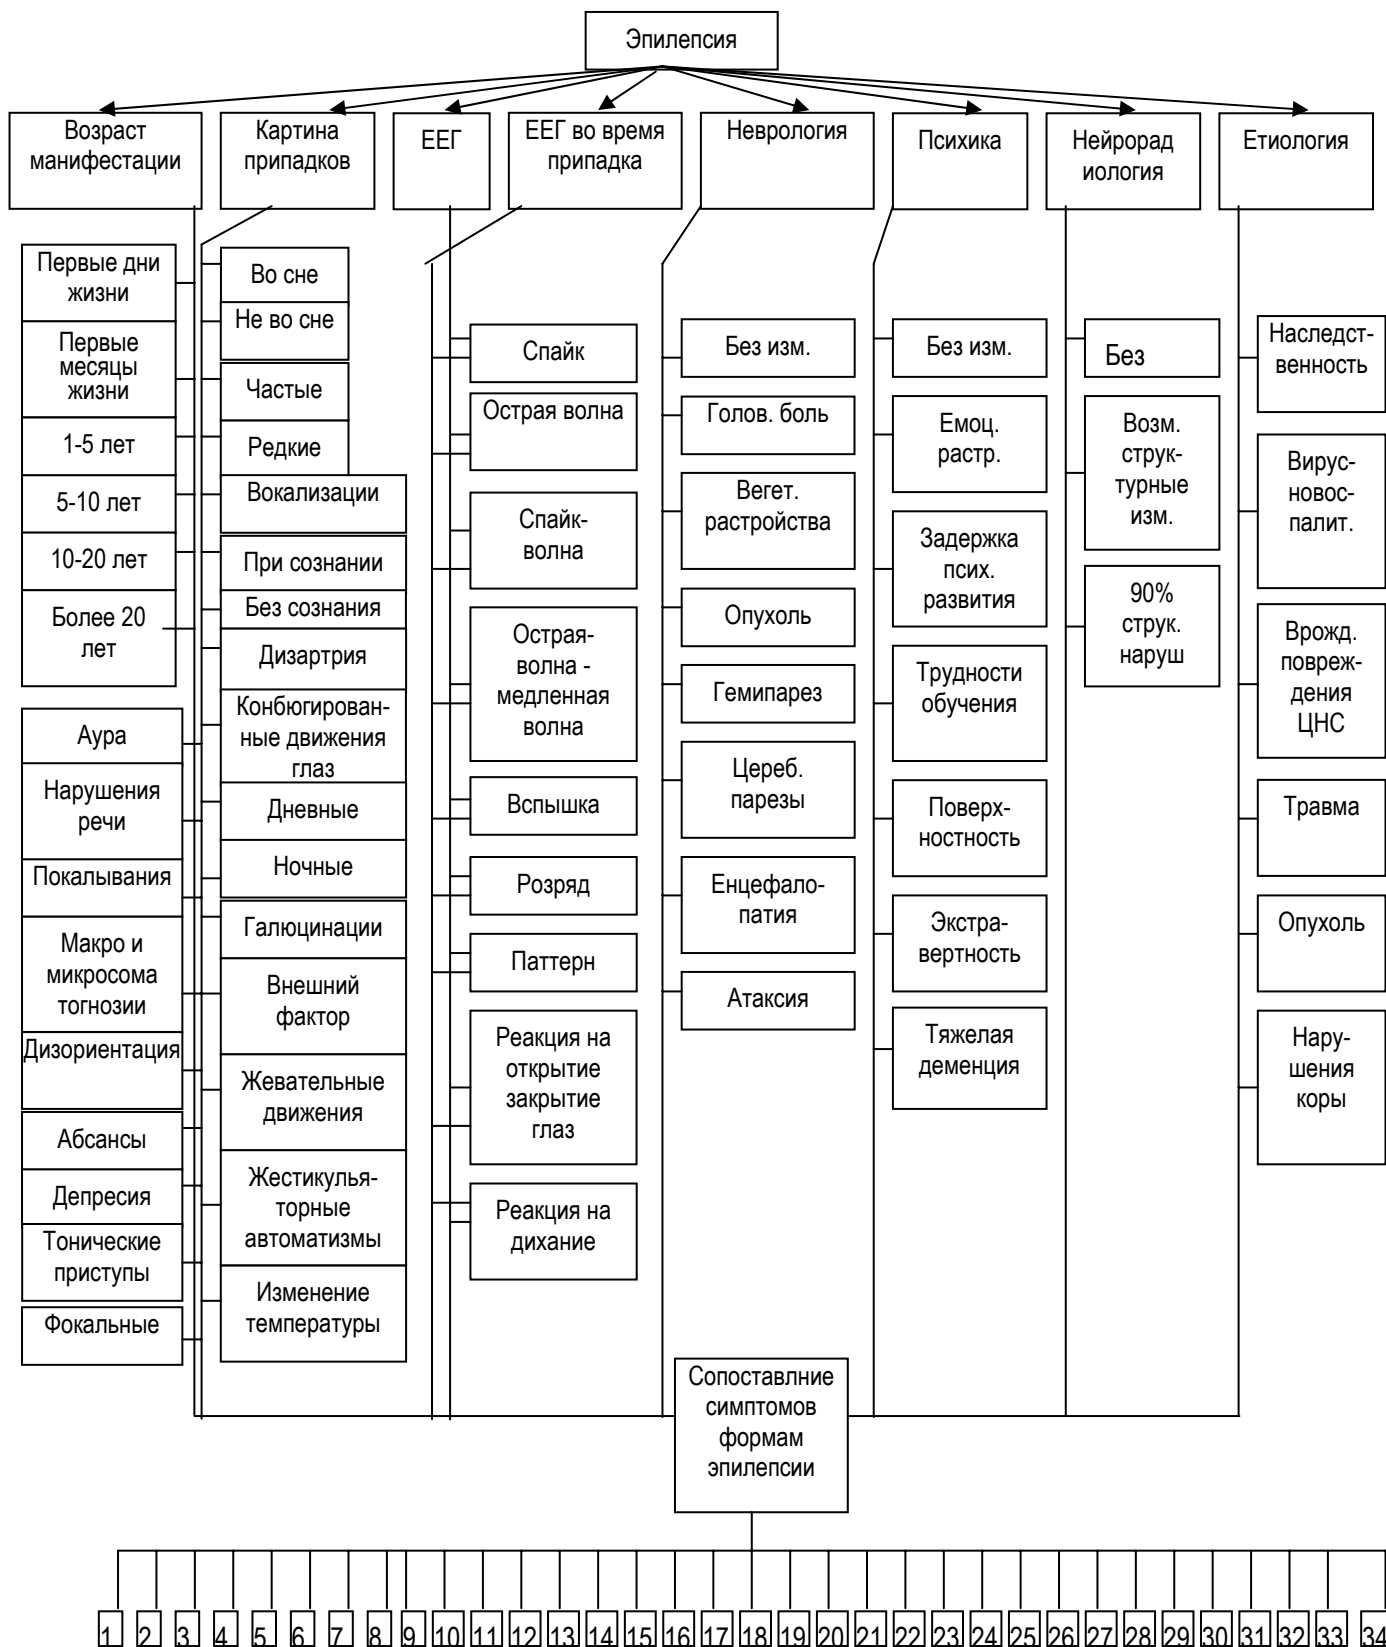 Эпилепсия
Возраст
манифестации
Картина
припадков
ЕЕГ
ЕЕГ во время
припадка
Неврология
Психика
Нейрорад
иология
Етиология
Первые дни
жизни
Первые
месяцы
жизни
1-5 лет
5-10 лет
10-20 лет
Более 20
лет
Аура
Нарушения
речи
Покалывания
Макро и
микросома
тогнозии
Дизориентация
Абсансы
Депресия
Тонические
приступы
Фокальные
Во сне
Не во сне
Частые
Редкие
Вокализации
При сознании
Без сознания
Дизартрия
Конбюгирован-
ные движения
глаз
Дневные
Ночные
Галюцинации
Внешний
фактор
Жевательные
движения
Жестикулья-
торные
автоматизмы
Изменение
температуры
Спайк
Острая волна
Спайк-
волна
Острая-
волна -
медленная
волна
Вспышка
Розряд
Паттерн
Реакция на
открытие
закрытие
глаз
Реакция на
дихание
Без изм.
Голов. боль
Вегет.
растройства
Опухоль
Гемипарез
Цереб.
парезы
Енцефало-
патия
Атаксия
Без изм.
Емоц.
растр.
Задержка
псих.
развития
Трудности
обучения
Поверх-
ностность
Экстра-
вертность
Тяжелая
деменция
Без
Возм.
струк-
турные
изм.
90%
струк.
наруш
Наследст-
венность
Вирус-
новос-
палит.
Врожд.
повреж-
дения
ЦНС
Травма
Опухоль
Нару-
шения
коры
Сопоставлние
симптомов
формам
эпилепсии
1 2 3 4 5 6 7 8 9 10 11 12 13 14 15 16 17 18 19 20 21 22 23 24 25 26 27 28 29 30 31 32 33 34